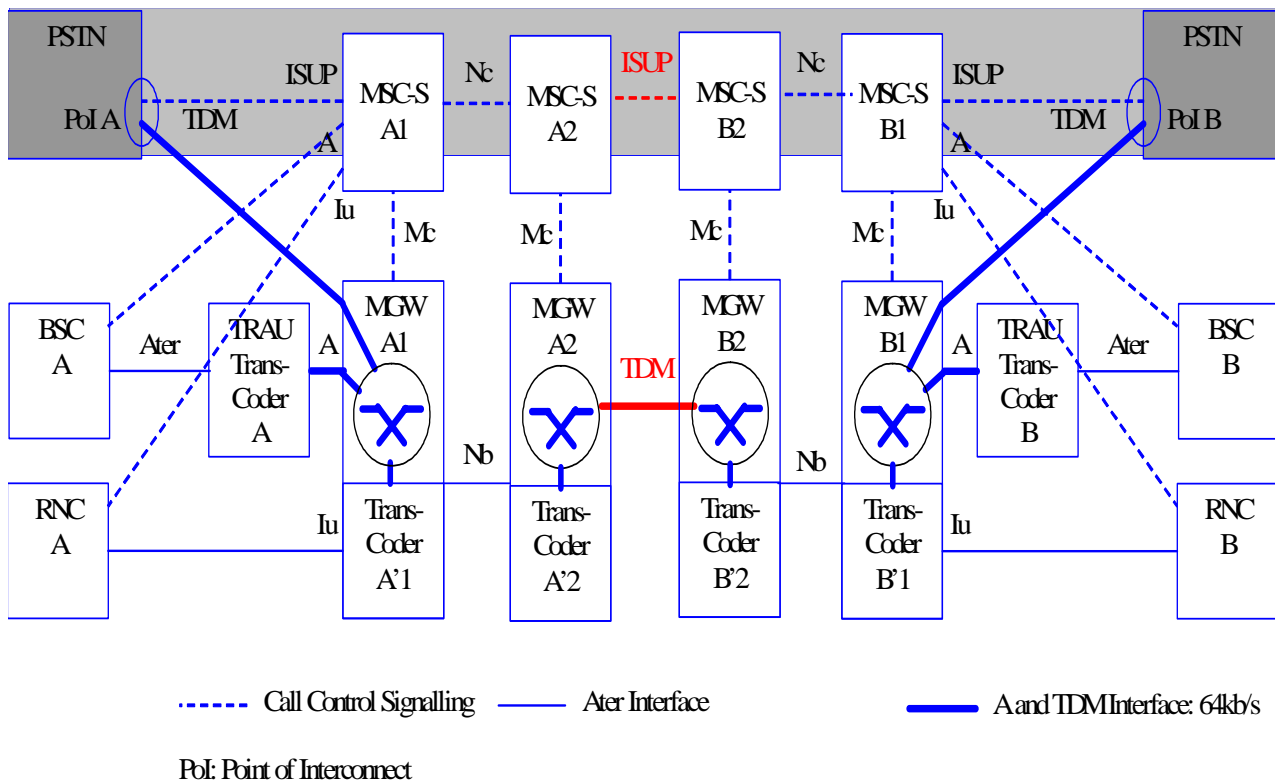 PSTN
PoI A
ISUP
TDM
A
Iu
MSC-S
A1
Nc
MSC-S
A2
ISUP
MSC-S
B2
Nc
MSC-S
B1
ISUP
TDM
A
Iu
PSTN
PoI B
Mc
Mc
Mc
Mc
BSC
A
Ater
TRAU
Trans-
Coder
A
A
MGW
A1
MGW
A2
TDM
MGW
B2
MGW
B1
A
TRAU
Trans-
Coder
B
Ater
BSC
B
RNC
A
Iu
Trans-
Coder
A'1
Nb
Trans-
Coder
A'2
Trans-
Coder
B'2
Nb
Trans-
Coder
B'1
Iu
RNC
B
Call Control Signalling
Ater Interface
A and TDM Interface: 64kb/s
PoI: Point of Interconnect